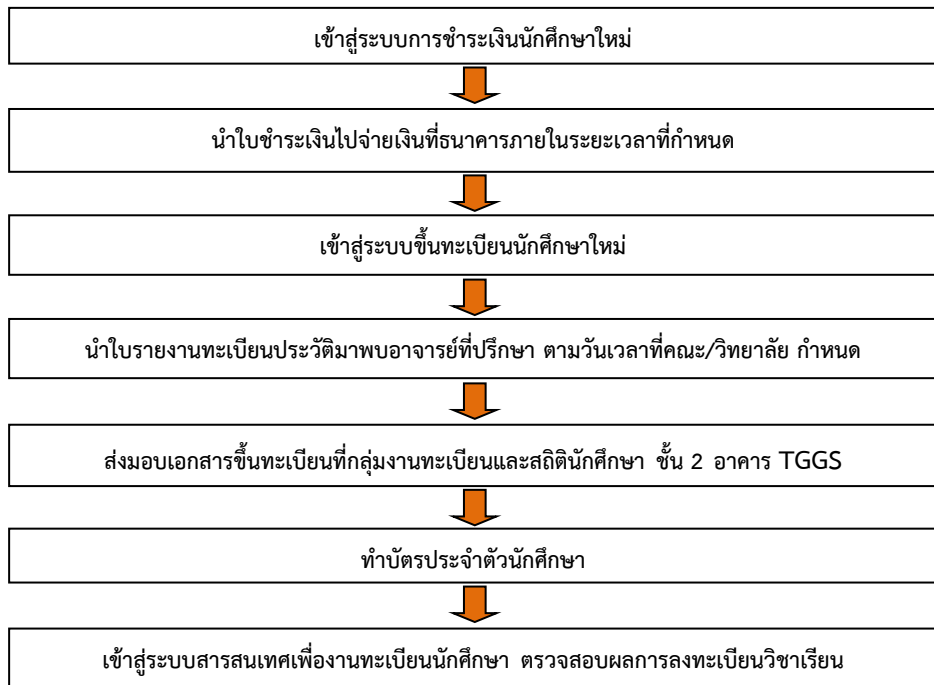 เข้าสู่ระบบการชำระเงินนักศึกษาใหม่
นำใบชำระเงินไปจ่ายเงินที่ธนาคารภายในระยะเวลาที่กำหนด
เข้าสู่ระบบขึ้นทะเบียนนักศึกษาใหม่
นำใบรายงานทะเบียนประวัติมาพบอาจารย์ที่ปรึกษา ตามวันเวลาที่คณะ/วิทยาลัย กำหนด
ส่งมอบเอกสารขึ้นทะเบียนที่กลุ่มงานทะเบียนและสถิตินักศึกษา ชั้น 2 อาคาร TGGS
ทำบัตรประจำตัวนักศึกษา
เข้าสู่ระบบสารสนเทศเพื่องานทะเบียนนักศึกษา ตรวจสอบผลการลงทะเบียนวิชาเรียน